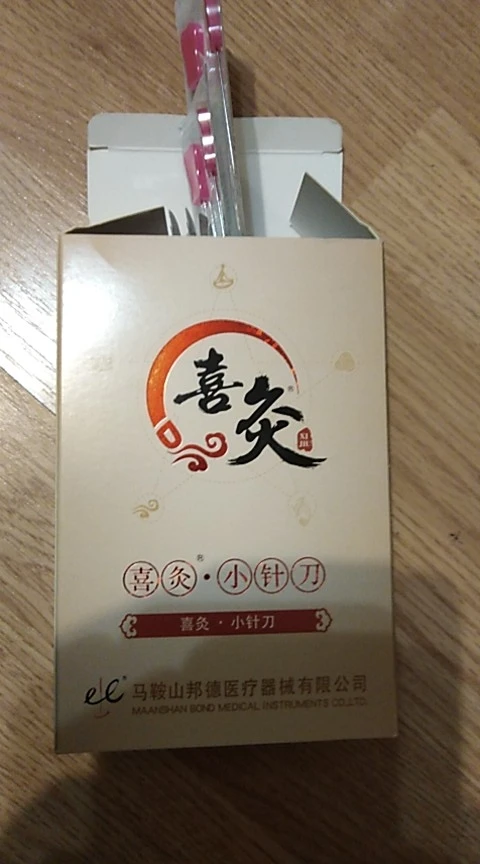 喜灸®
喜灸®·小针刀
喜灸·小针刀
马鞍山邦德医疗器械有限公司
MAANSHAN BOND MEDICAL INSTRUMENTS CO.,LTD.